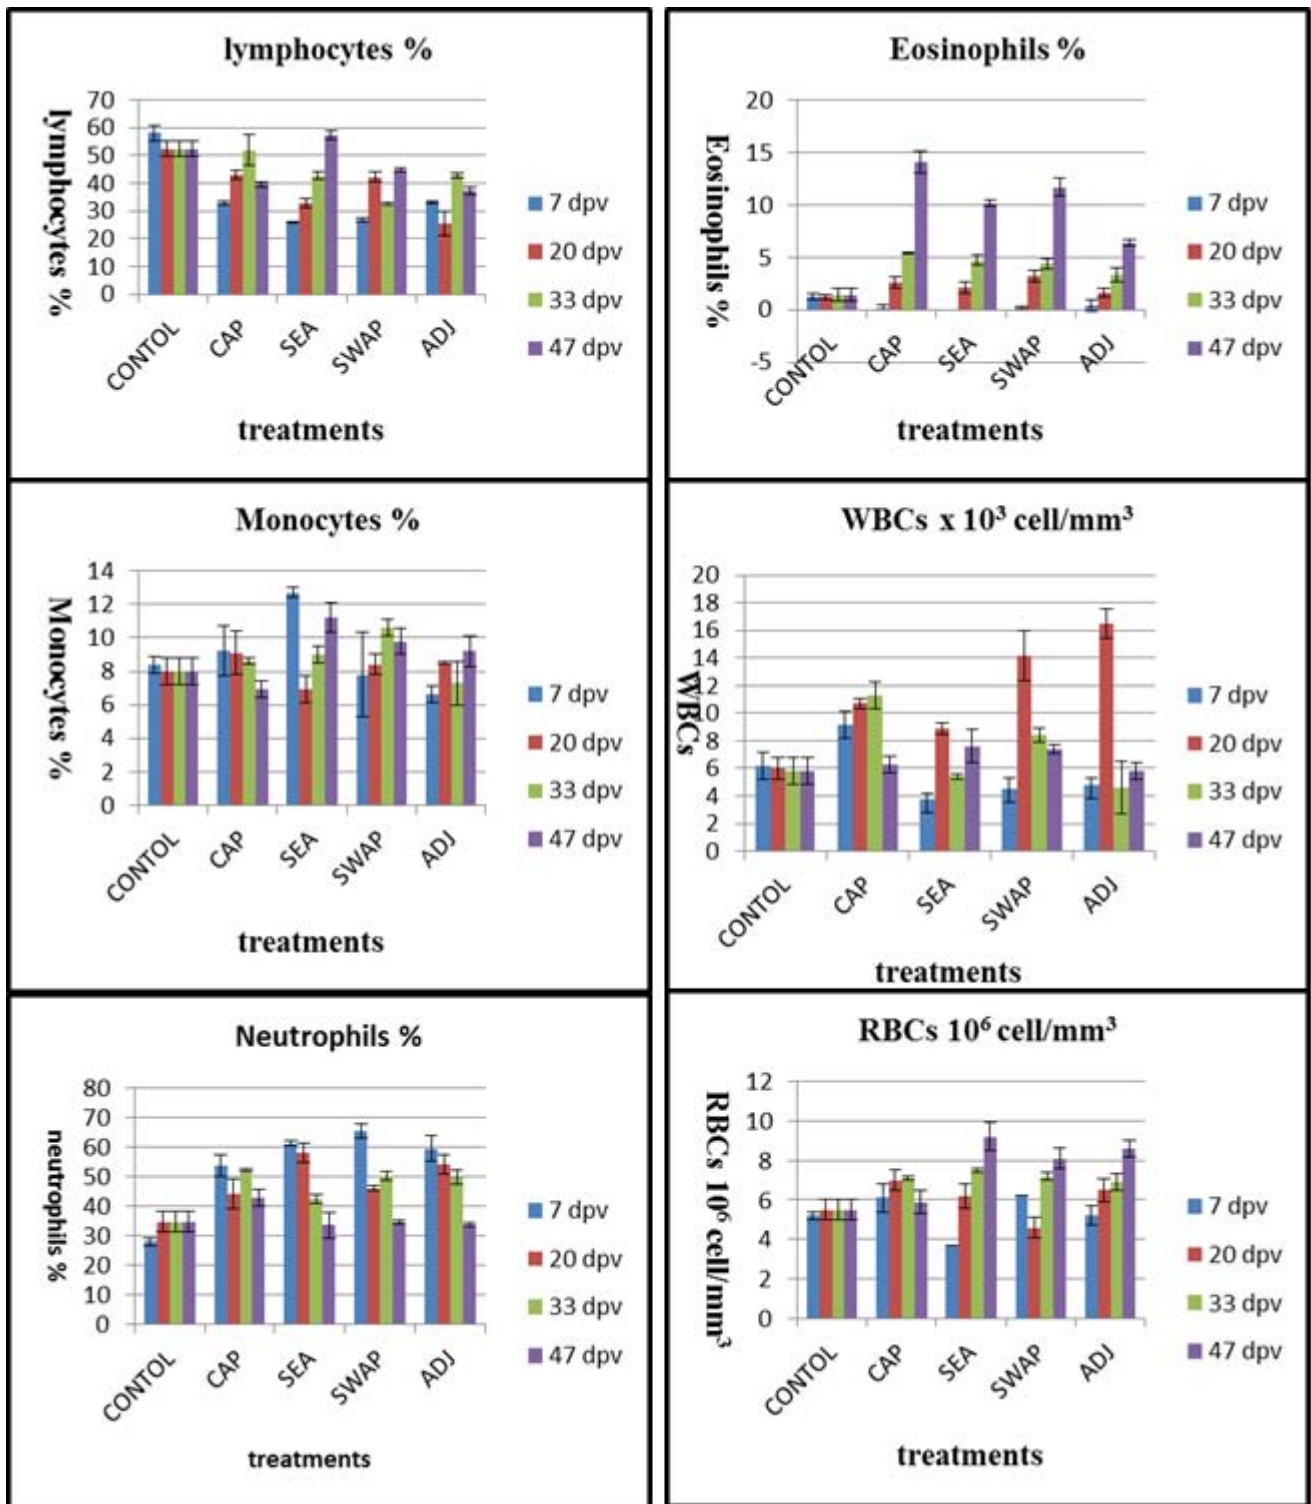 lymphocytes %
lymphocytes %
70
60
50
40
30
20
10
0
CONTOL
CAP
SEA
SWAP
ADJ
treatments
7 dpv
20 dpv
33 dpv
47 dpv
Eosinophils %
Eosinophils %
20
15
10
5
0
-5
CONTOL
CAP
SEA
SWAP
ADJ
treatments
7 dpv
20 dpv
33 dpv
47 dpv
Monocytes %
Monocytes %
14
12
10
8
6
4
2
0
CONTOL
CAP
SEA
SWAP
ADJ
treatments
7 dpv
20 dpv
33 dpv
47 dpv
WBCs x 10³ cell/mm³
WBCs
20
18
16
14
12
10
8
6
4
2
0
CONTOL
CAP
SEA
SWAP
ADJ
treatments
7 dpv
20 dpv
33 dpv
47 dpv
Neutrophils %
neutrophils %
80
70
60
50
40
30
20
10
0
CONTOL
CAP
SEA
SWAP
ADJ
treatments
7 dpv
20 dpv
33 dpv
47 dpv
RBCs 10⁶ cell/mm³
RBCs 10⁶ cell/mm³
12
10
8
6
4
2
0
CONTOL
CAP
SEA
SWAP
ADJ
treatments
7 dpv
20 dpv
33 dpv
47 dpv